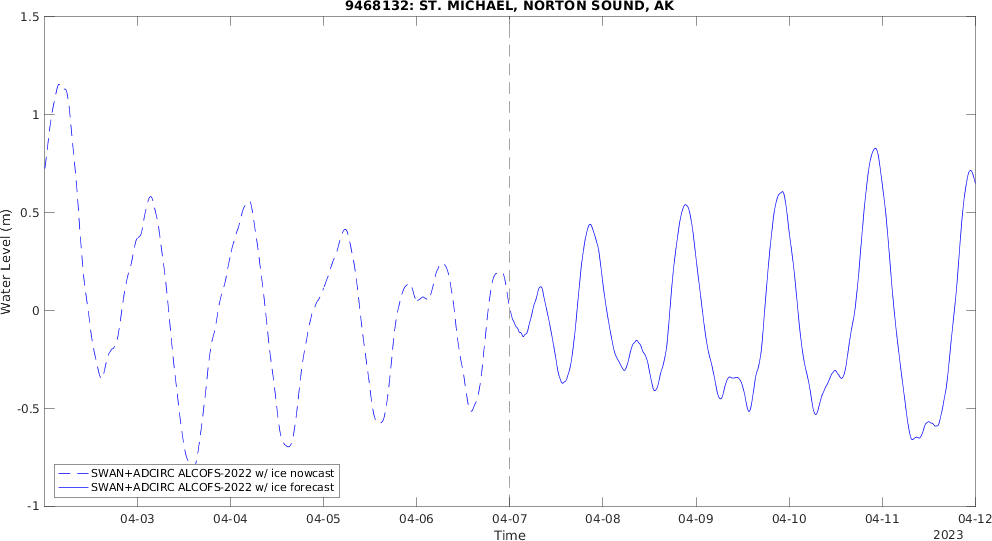 9468132: ST. MICHAEL, NORTON SOUND, AK
1.5
1
0.5
0
-0.5
-1
Water Level (m)
SWAN+ADCIRC ALCOFS-2022 w/ ice nowcast
SWAN+ADCIRC ALCOFS-2022 w/ ice forecast
04-03 04-04 04-05 04-06 04-07 04-08 04-09 04-10 04-11 04-12
Time
2023